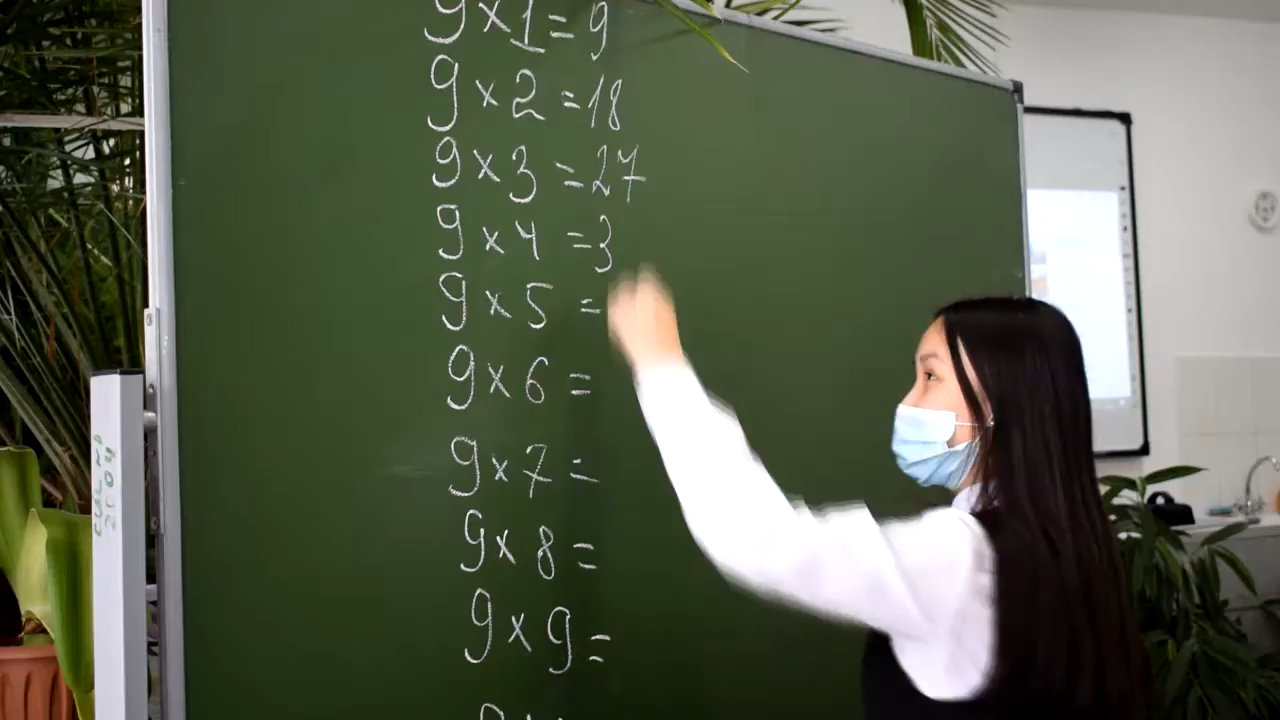 9 × 1 = 9
9 × 2 = 18
9 × 3 = 27
9 × 4 = 3
9 × 5 =
9 × 6 =
9 × 7 =
9 × 8 =
9 × 9 =